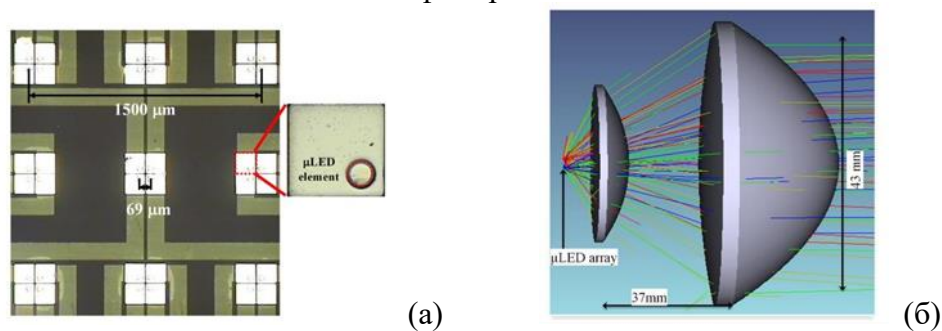 1500 µm
µLED
element
69 µm
(а)
µLED array
37mm
43 mm
(б)